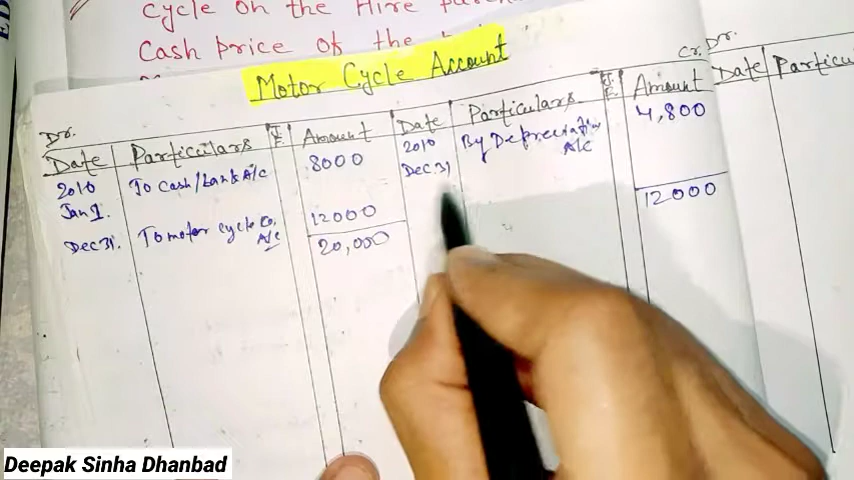 Cycle on the Hire
Cash price of the
Motor Cycle Account
Dr.
Cr.
Dr.
Date Particulars J.F. Amount Date Particulars J.F. Amount Date
2010 To Cash/bank A/c 8000 2010 By Depreciation A/c 4,800
Jan 1. Dec 31
Dec 31. To motor cycle Co. A/c 12000 12000
20,000
Deepak Sinha Dhanbad